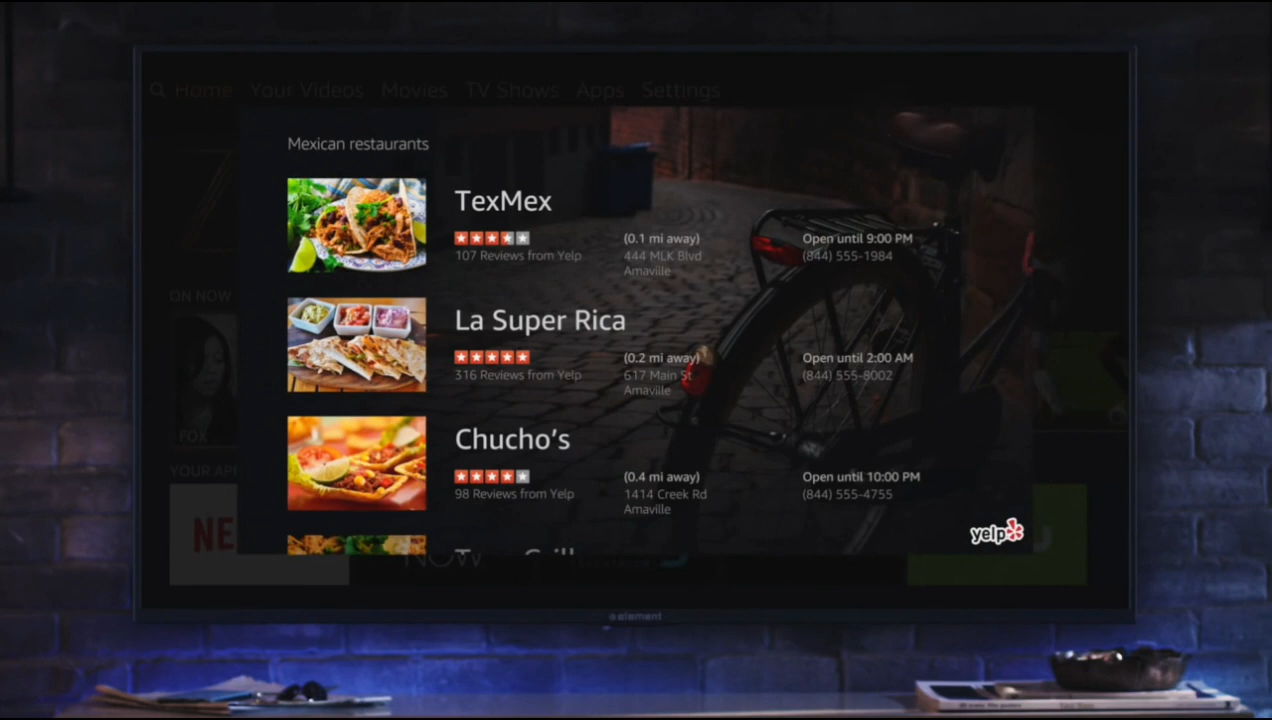 Home Your Videos Movies TV Shows Apps Settings
Mexican restaurants
TexMex
107 Reviews from Yelp
(0.1 mi away)
444 MLK Blvd
Amaville
Open until 9:00 PM
(844) 555-1984
ON NOW
La Super Rica
316 Reviews from Yelp
(0.2 mi away)
617 Main St
Amaville
Open until 2:00 AM
(844) 555-8002
FOX
Chucho's
98 Reviews from Yelp
(0.4 mi away)
1414 Creek Rd
Amaville
Open until 10:00 PM
(844) 555-4755
YOUR AP
NE
yelp
NOW
element